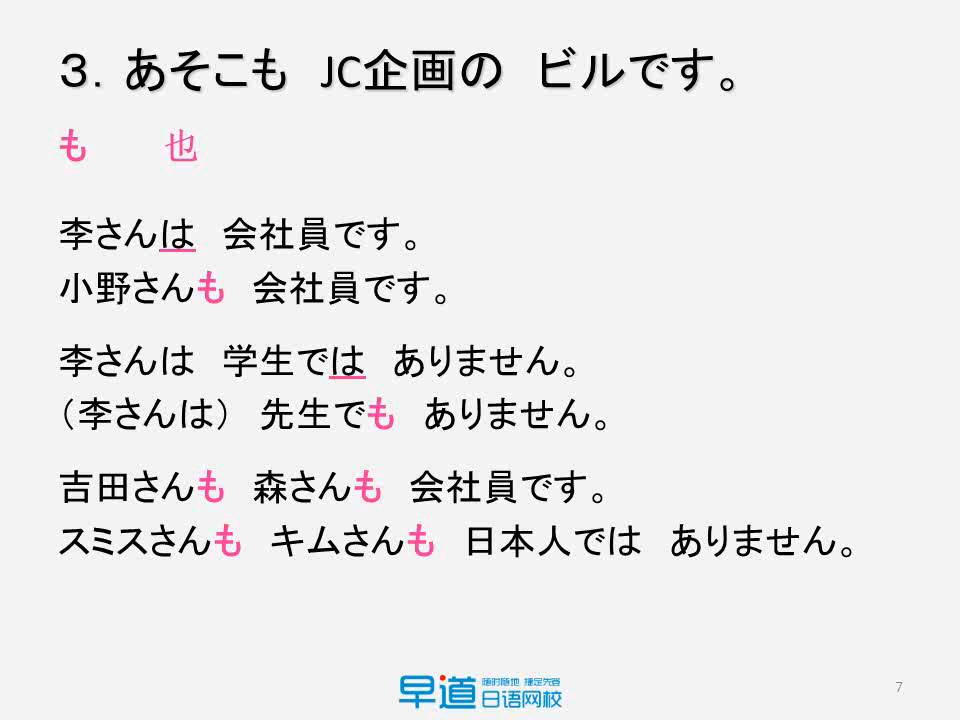 ３．あそこも　JC企画の　ビルです。
も　　也
李さんは　会社員です。
小野さんも　会社員です。
李さんは　学生では　ありません。
（李さんは）　先生でも　ありません。
吉田さんも　森さんも　会社員です。
スミスさんも　キムさんも　日本人では　ありません。
早道
随时随地 抢定先登
日语网校
7